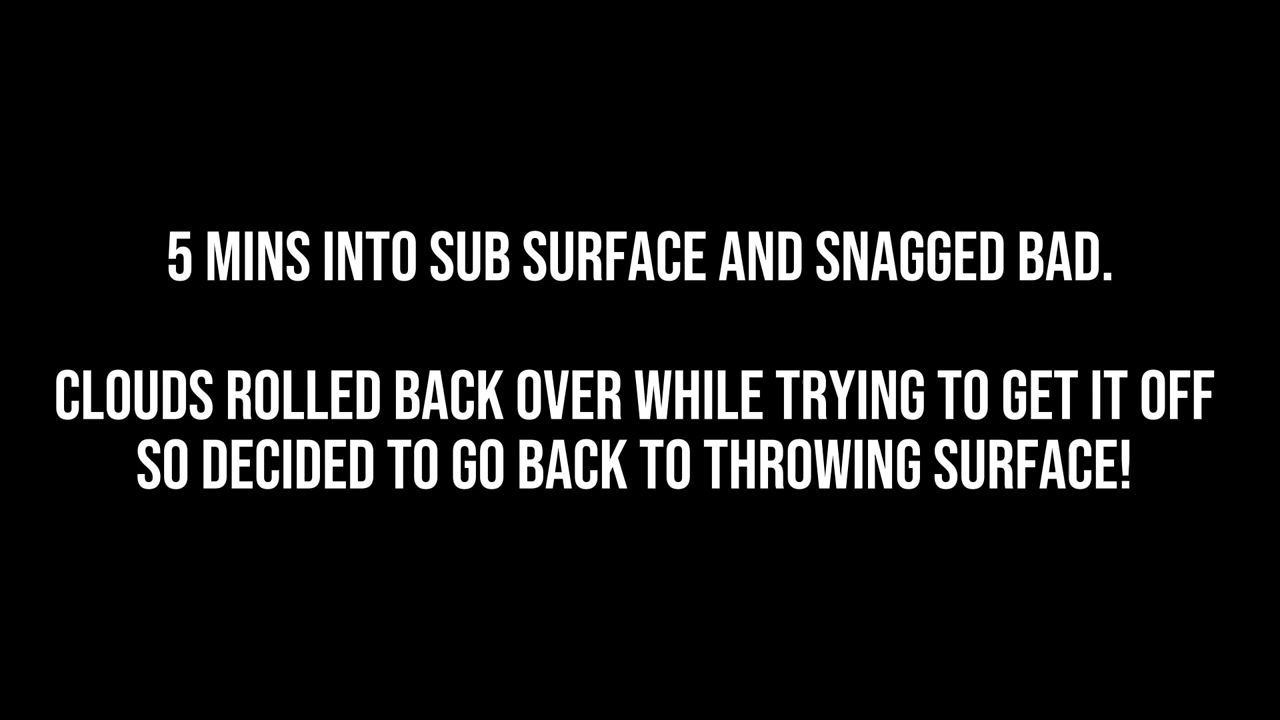 5 MINS INTO SUB SURFACE AND SNAGGED BAD.
CLOUDS ROLLED BACK OVER WHILE TRYING TO GET IT OFF
SO DECIDED TO GO BACK TO THROWING SURFACE!